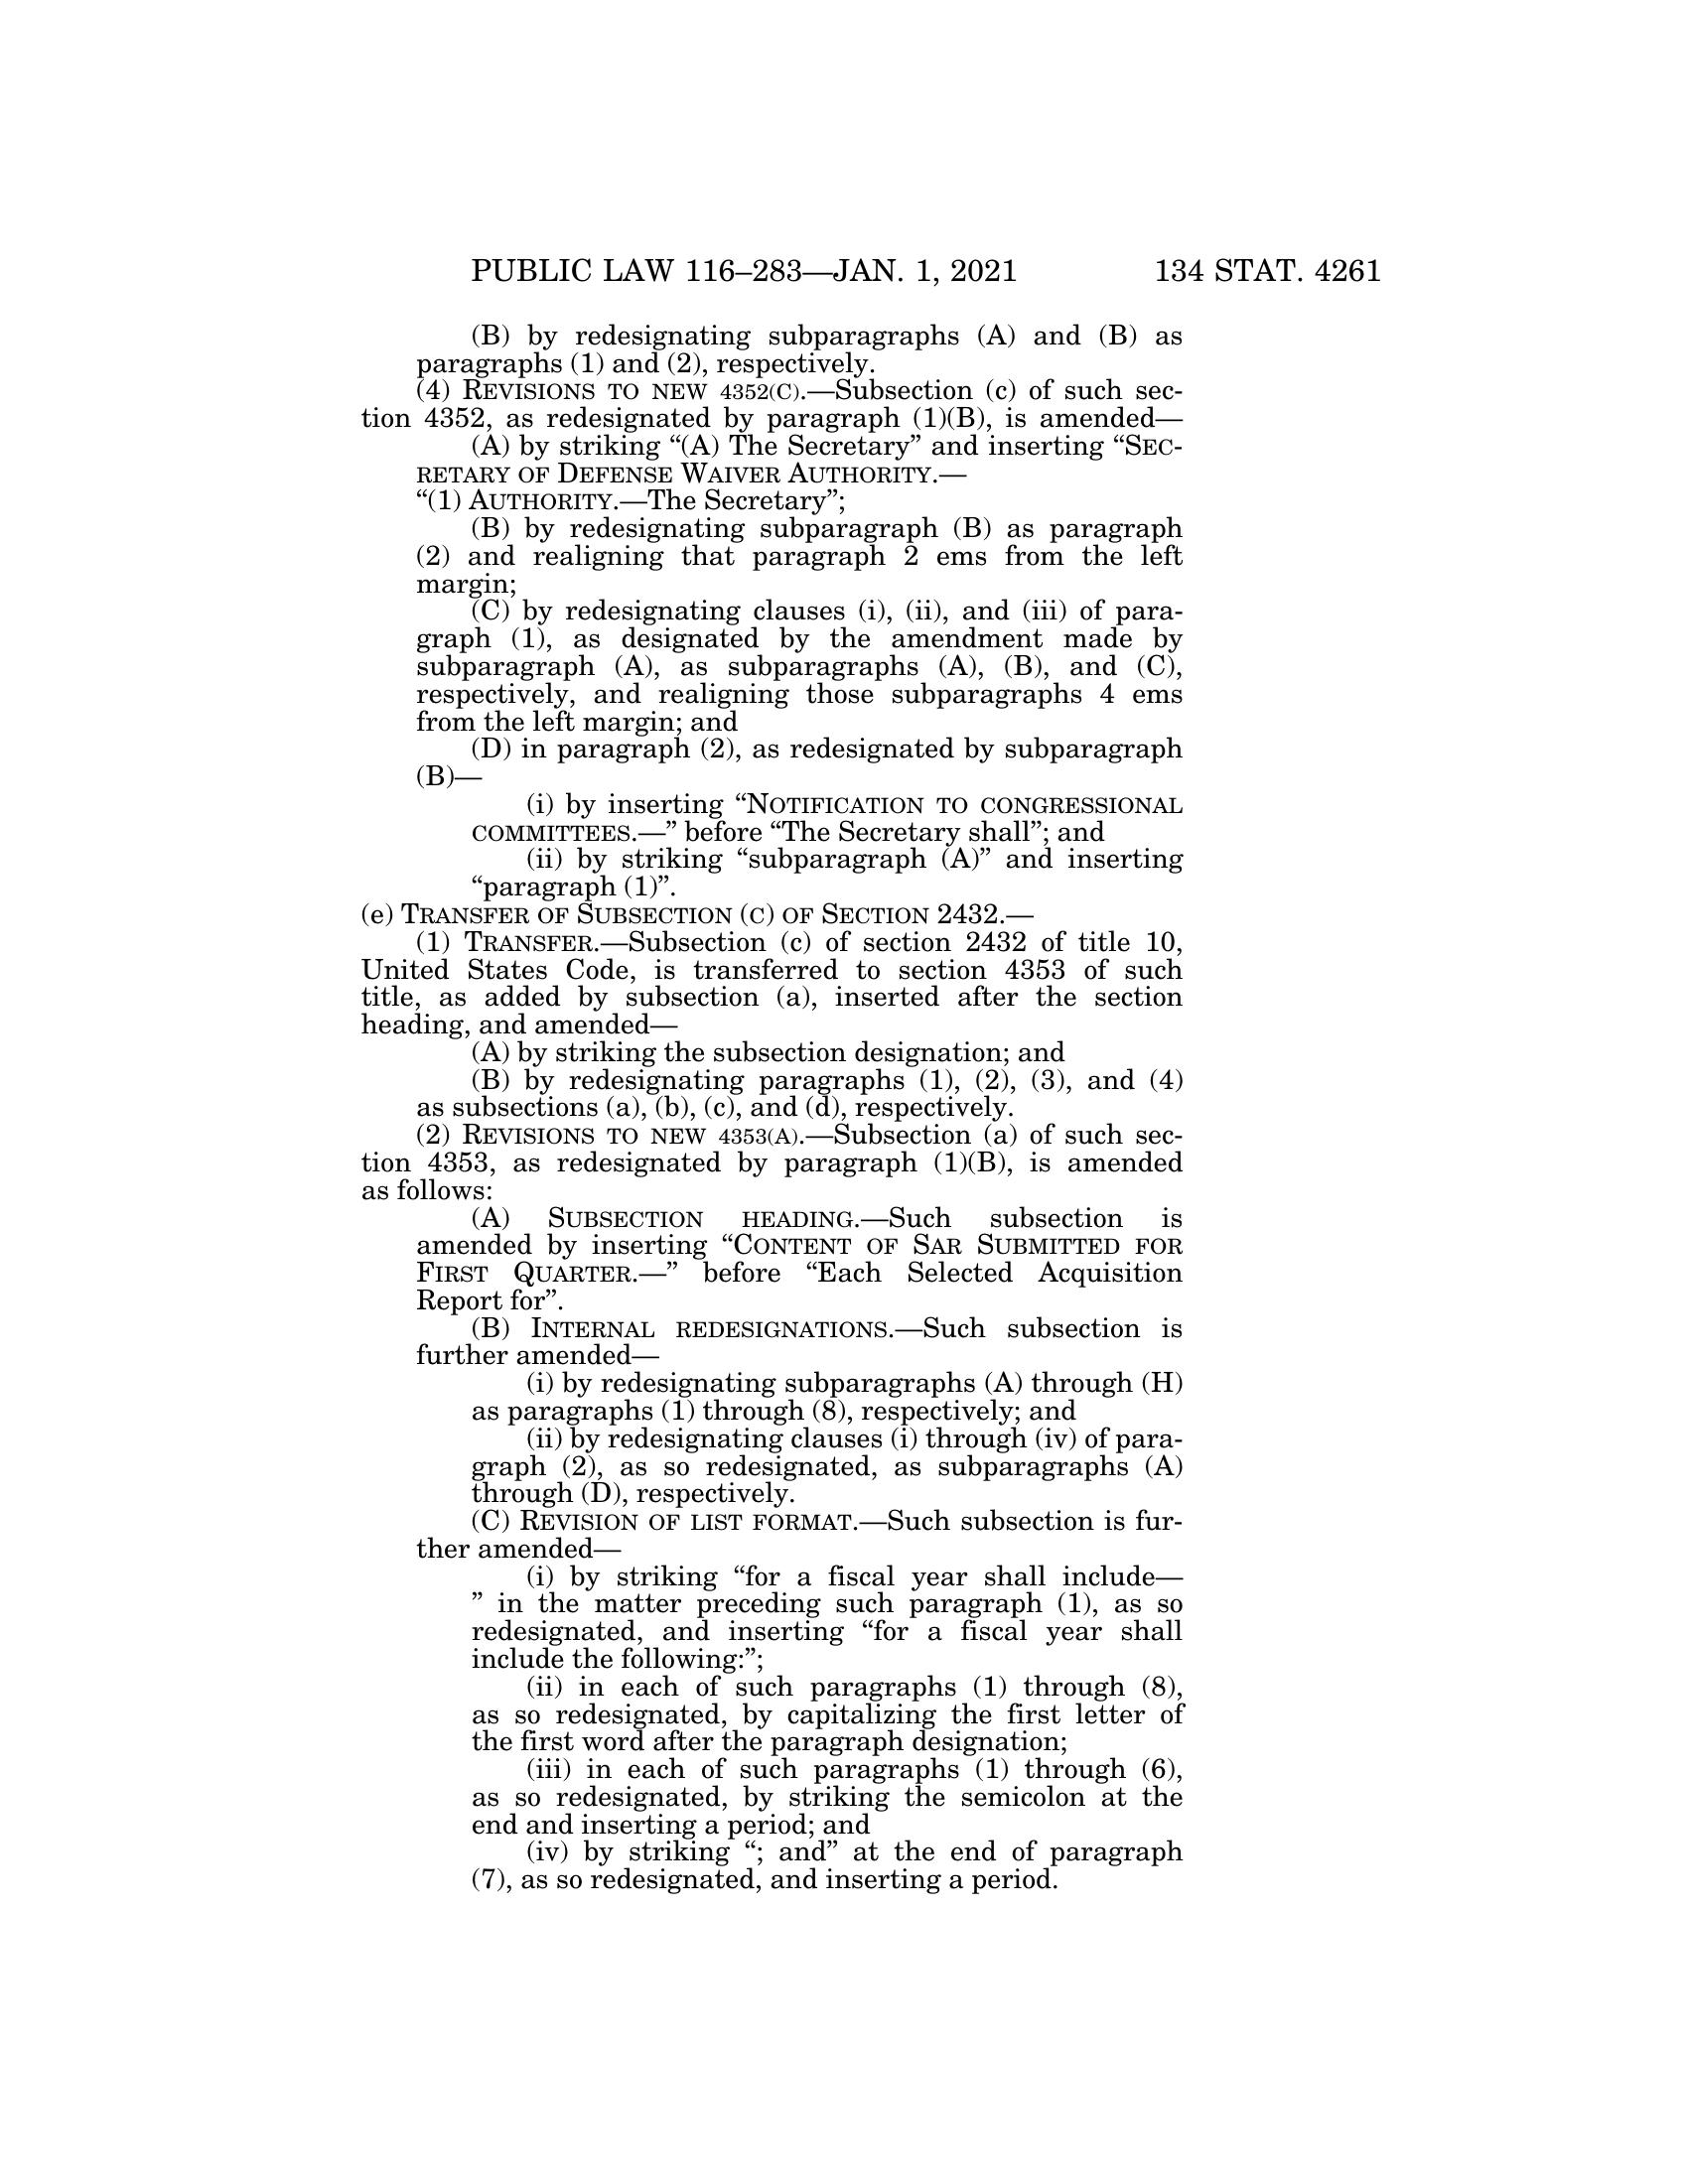 PUBLIC LAW 116–283—JAN. 1, 2021 134 STAT. 4261
(B) by redesignating subparagraphs (A) and (B) as
paragraphs (1) and (2), respectively.
(4) REVISIONS TO NEW 4352(C).—Subsection (c) of such sec-
tion 4352, as redesignated by paragraph (1)(B), is amended—
(A) by striking “(A) The Secretary” and inserting “SEC-
RETARY OF DEFENSE WAIVER AUTHORITY.—
“(1) AUTHORITY.—The Secretary”;
(B) by redesignating subparagraph (B) as paragraph
(2) and realigning that paragraph 2 ems from the left
margin;
(C) by redesignating clauses (i), (ii), and (iii) of para-
graph (1), as designated by the amendment made by
subparagraph (A), as subparagraphs (A), (B), and (C),
respectively, and realigning those subparagraphs 4 ems
from the left margin; and
(D) in paragraph (2), as redesignated by subparagraph
(B)—
(i) by inserting “NOTIFICATION TO CONGRESSIONAL
COMMITTEES.—” before “The Secretary shall”; and
(ii) by striking “subparagraph (A)” and inserting
“paragraph (1)”.
(e) TRANSFER OF SUBSECTION (C) OF SECTION 2432.—
(1) TRANSFER.—Subsection (c) of section 2432 of title 10,
United States Code, is transferred to section 4353 of such
title, as added by subsection (a), inserted after the section
heading, and amended—
(A) by striking the subsection designation; and
(B) by redesignating paragraphs (1), (2), (3), and (4)
as subsections (a), (b), (c), and (d), respectively.
(2) REVISIONS TO NEW 4353(A).—Subsection (a) of such sec-
tion 4353, as redesignated by paragraph (1)(B), is amended
as follows:
(A) SUBSECTION HEADING.—Such subsection is
amended by inserting “CONTENT OF SAR SUBMITTED FOR
FIRST QUARTER.—” before “Each Selected Acquisition
Report for”.
(B) INTERNAL REDESIGNATIONS.—Such subsection is
further amended—
(i) by redesignating subparagraphs (A) through (H)
as paragraphs (1) through (8), respectively; and
(ii) by redesignating clauses (i) through (iv) of para-
graph (2), as so redesignated, as subparagraphs (A)
through (D), respectively.
(C) REVISION OF LIST FORMAT.—Such subsection is fur-
ther amended—
(i) by striking “for a fiscal year shall include—
” in the matter preceding such paragraph (1), as so
redesignated, and inserting “for a fiscal year shall
include the following:”;
(ii) in each of such paragraphs (1) through (8),
as so redesignated, by capitalizing the first letter of
the first word after the paragraph designation;
(iii) in each of such paragraphs (1) through (6),
as so redesignated, by striking the semicolon at the
end and inserting a period; and
(iv) by striking “; and” at the end of paragraph
(7), as so redesignated, and inserting a period.